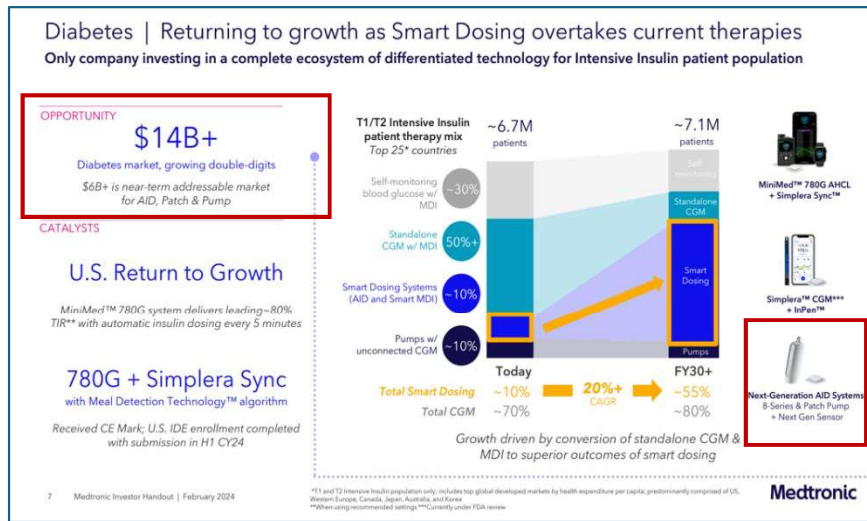 Diabetes | Returning to growth as Smart Dosing overtakes current therapies
Only company investing in a complete ecosystem of differentiated technology for Intensive Insulin patient population
OPPORTUNITY
$14B+
Diabetes market, growing double-digits
$6B+ is near-term addressable market
for AID, Patch & Pump
CATALYSTS
U.S. Return to Growth
MiniMed™ 780G system delivers leading ~80%
TIR** with automatic insulin dosing every 5 minutes
780G + Simplera Sync
with Meal Detection Technology™ algorithm
Received CE Mark; U.S. IDE enrollment completed
with submission in H1 CY24
T1/T2 Intensive Insulin
patient therapy mix
Top 25* countries
~6.7M
patients
~7.1M
patients
Self-monitoring
blood glucose w/
MDI
~30%
Standalone
CGM w/ MDI
50%+
Smart Dosing Systems
(AID and Smart MDI)
~10%
Pumps w/
unconnected CGM
~10%
Self-
monitoring
Standalone
CGM
Smart
Dosing
Pumps
Today
FY30+
Total Smart Dosing
~10%
20%+
CAGR
~55%
Total CGM
~70%
~80%
Growth driven by conversion of standalone CGM &
MDI to superior outcomes of smart dosing
MiniMed™ 780G AHCL
+ Simplera Sync™
Simplera™ CGM***
+ InPen™
Next-Generation AID Systems
8-Series & Patch Pump
+ Next Gen Sensor
7 Medtronic Investor Handout | February 2024
*T1 and T2 Intensive Insulin population only; includes top global developed markets by health expenditure per capita; predominantly comprised of US,
Western Europe, Canada, Japan, Australia, and Korea
**When using recommended settings ***Currently under FDA review
Medtronic